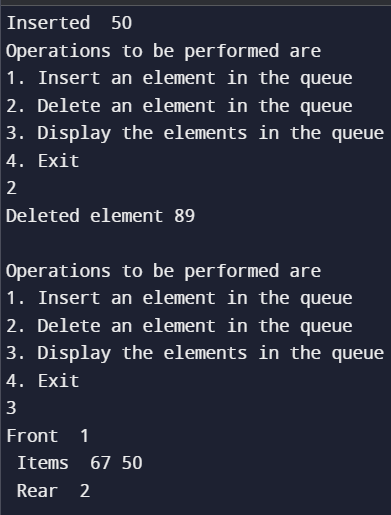 Inserted  50
Operations to be performed are
1. Insert an element in the queue
2. Delete an element in the queue
3. Display the elements in the queue
4. Exit
2
Deleted element 89

Operations to be performed are
1. Insert an element in the queue
2. Delete an element in the queue
3. Display the elements in the queue
4. Exit
3
Front  1
 Items  67 50
 Rear  2